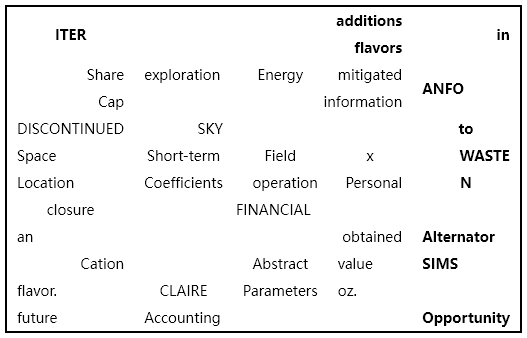 ITER additions in
flavors
Share exploration Energy mitigated ANFO
Cap information
DISCONTINUED SKY to
Space Short-term Field x WASTE
Location Coefficients operation Personal N
closure FINANCIAL
an obtained Alternator
Cation Abstract value SIMS
flavor. CLAIRE Parameters oz.
future Accounting Opportunity